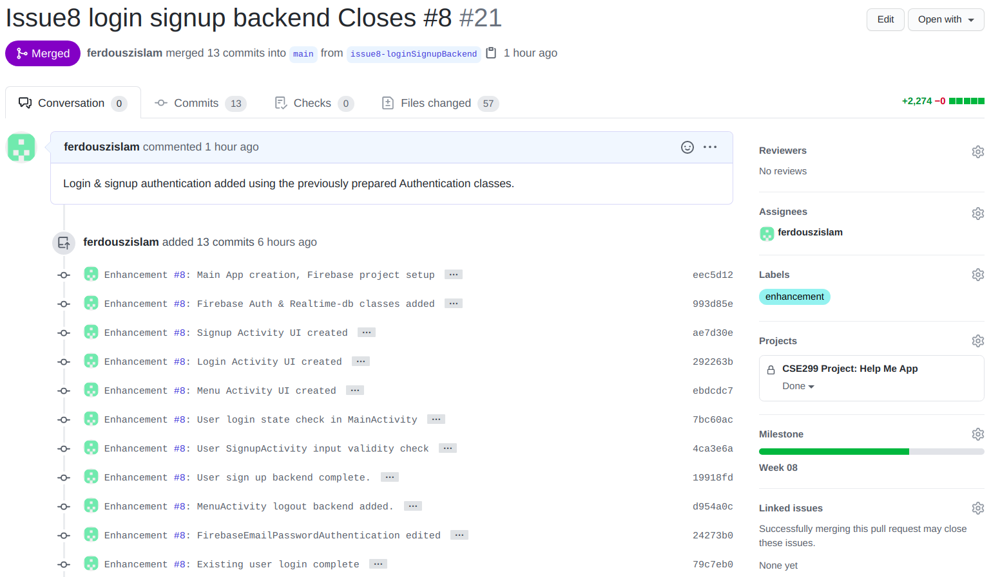 Issue8 login signup backend Closes #8 #21
Edit
Open with
Merged
ferdouszislam merged 13 commits into main from issue8-loginSignupBackend 1 hour ago
Conversation 0
Commits 13
Checks 0
Files changed 57
+2,274 −0
ferdouszislam commented 1 hour ago
Login & signup authentication added using the previously prepared Authentication classes.
ferdouszislam added 13 commits 6 hours ago
Enhancement #8: Main App creation, Firebase project setup ... eec5d12
Enhancement #8: Firebase Auth & Realtime-db classes added ... 993d85e
Enhancement #8: Signup Activity UI created ... ae7d30e
Enhancement #8: Login Activity UI created ... 292263b
Enhancement #8: Menu Activity UI created ... ebdcdc7
Enhancement #8: User login state check in MainActivity ... 7bc60ac
Enhancement #8: User SignupActivity input validity check ... 4ca3e6a
Enhancement #8: User sign up backend complete. ... 19918fd
Enhancement #8: MenuActivity logout backend added. ... d954a0c
Enhancement #8: FirebaseEmailPasswordAuthentication edited ... 24273b0
Enhancement #8: Existing user login complete ... 79c7eb0
Reviewers
No reviews
Assignees
ferdouszislam
Labels
enhancement
Projects
CSE299 Project: Help Me App
Done
Milestone
Week 08
Linked issues
Successfully merging this pull request may close
these issues.
None yet